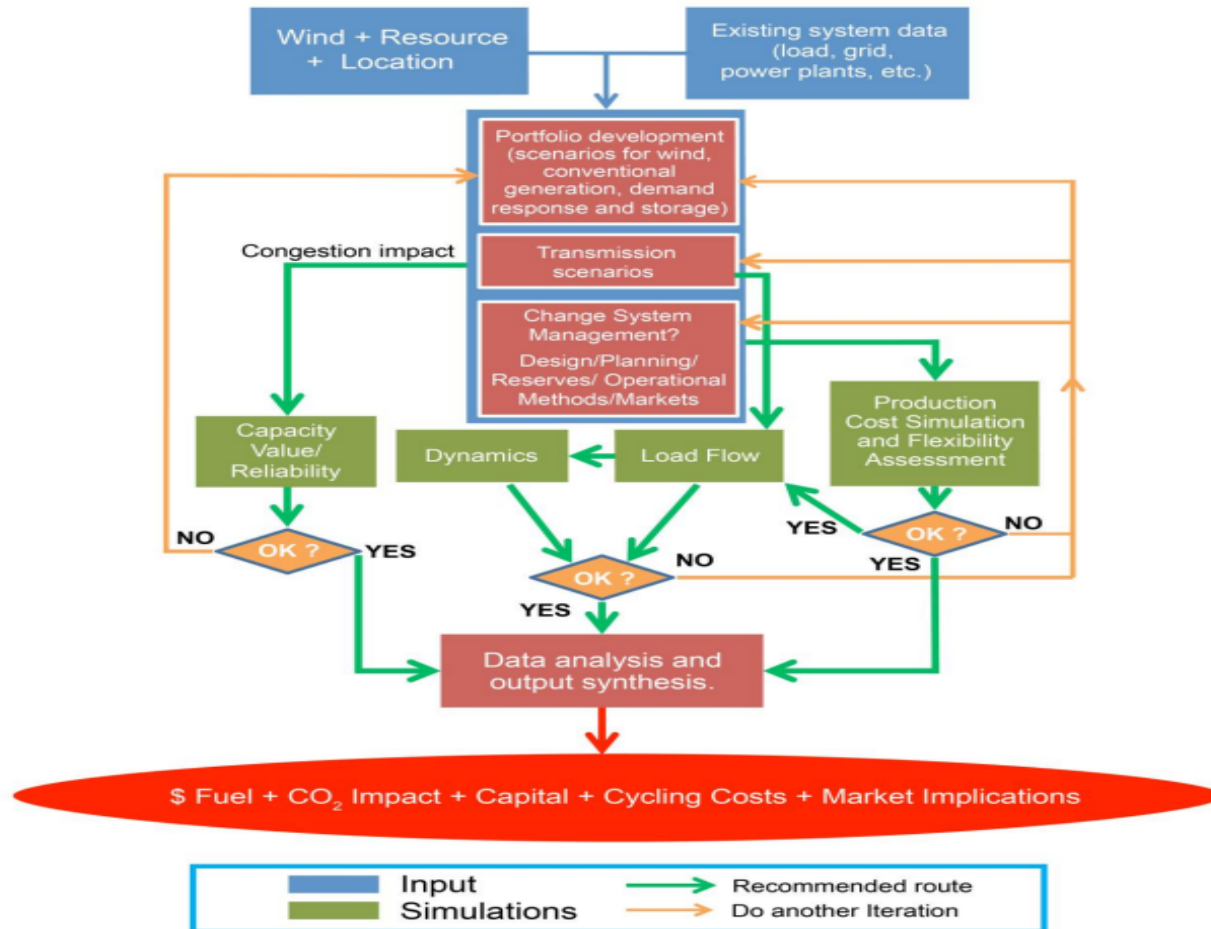 Wind + Resource
+ Location
Existing system data
(load, grid,
power plants, etc.)
Portfolio development
(scenarios for wind,
conventional
generation, demand
response and storage)
Congestion impact
Transmission
scenarios
Change System
Management?
Design/Planning/
Reserves/ Operational
Methods/Markets
Capacity
Value/
Reliability
Dynamics
Load Flow
Production
Cost Simulation
and Flexibility
Assessment
NO
OK ?
YES
OK ?
NO
YES
YES
OK ?
NO
YES
Data analysis and
output synthesis.
$ Fuel + CO₂ Impact + Capital + Cycling Costs + Market Implications
Input
Recommended route
Simulations
Do another Iteration